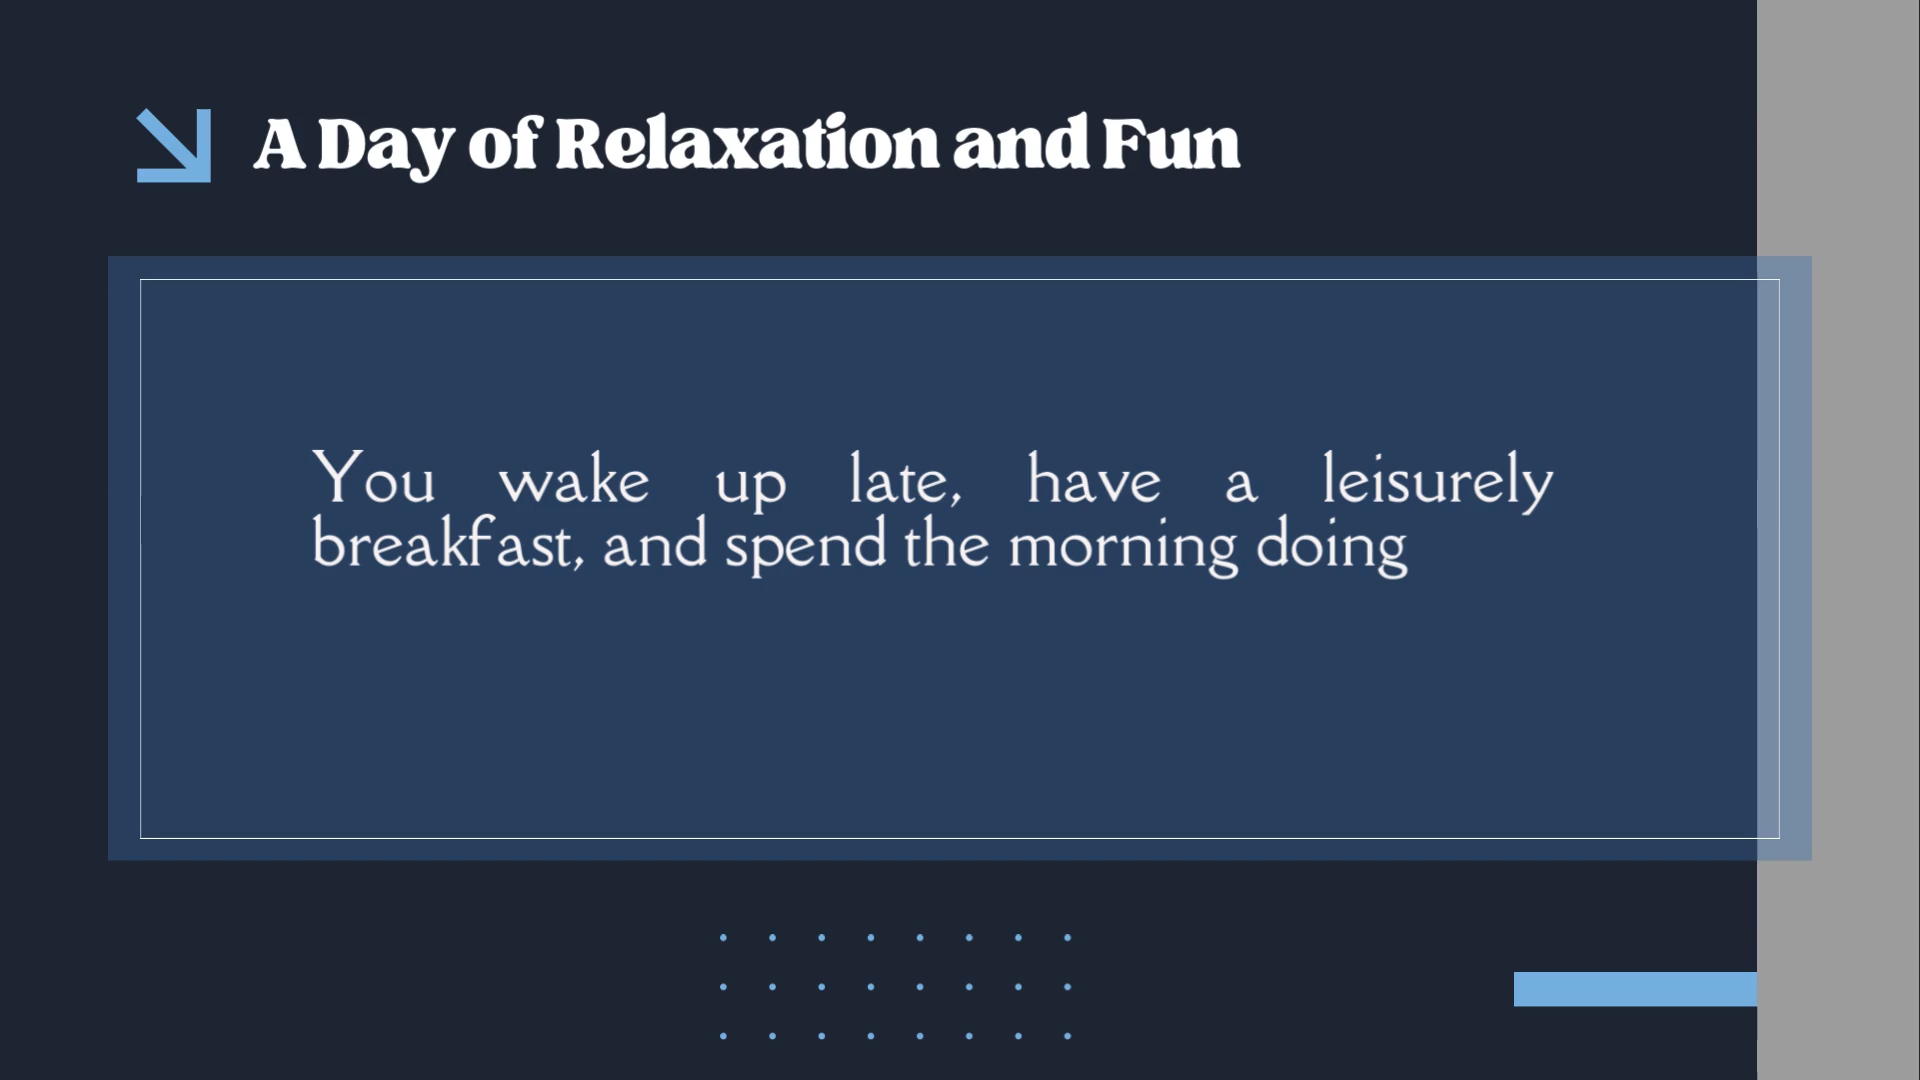 A Day of Relaxation and Fun
You wake up late, have a leisurely
breakfast, and spend the morning doing